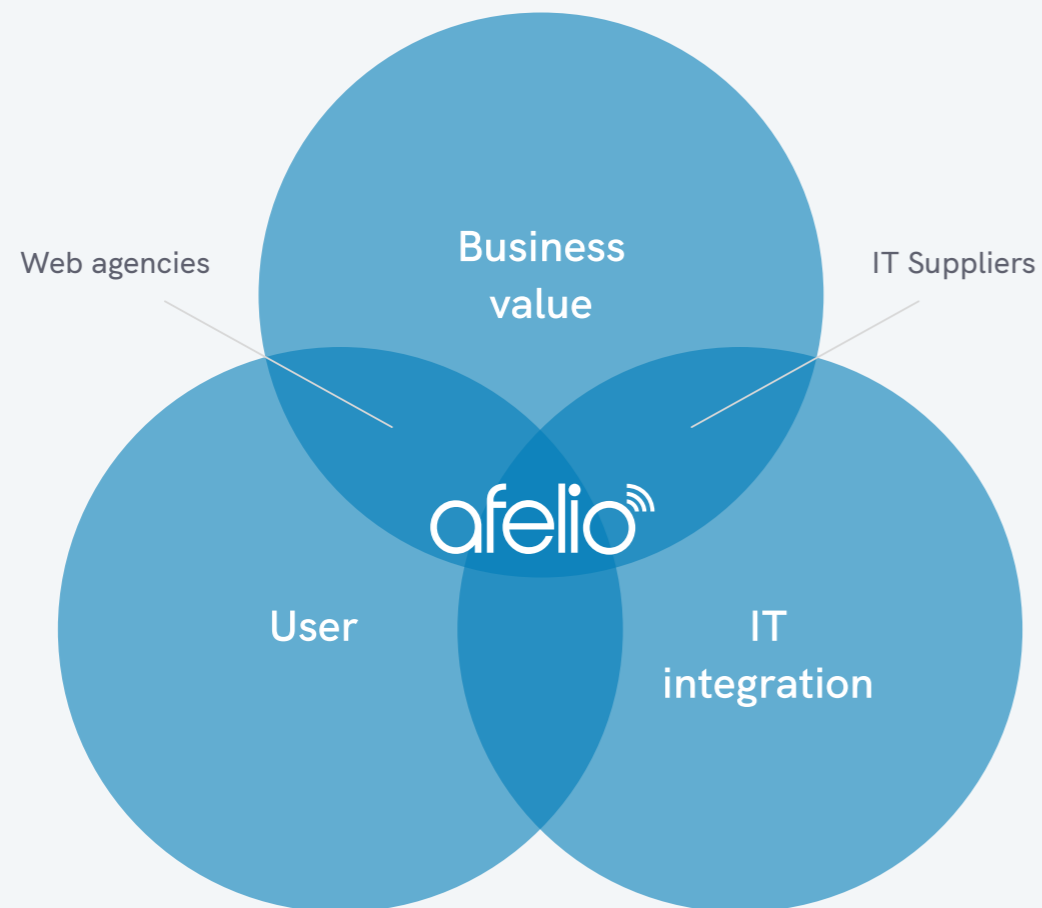 Business
value
Web agencies
IT Suppliers
afelio
User
IT
integration